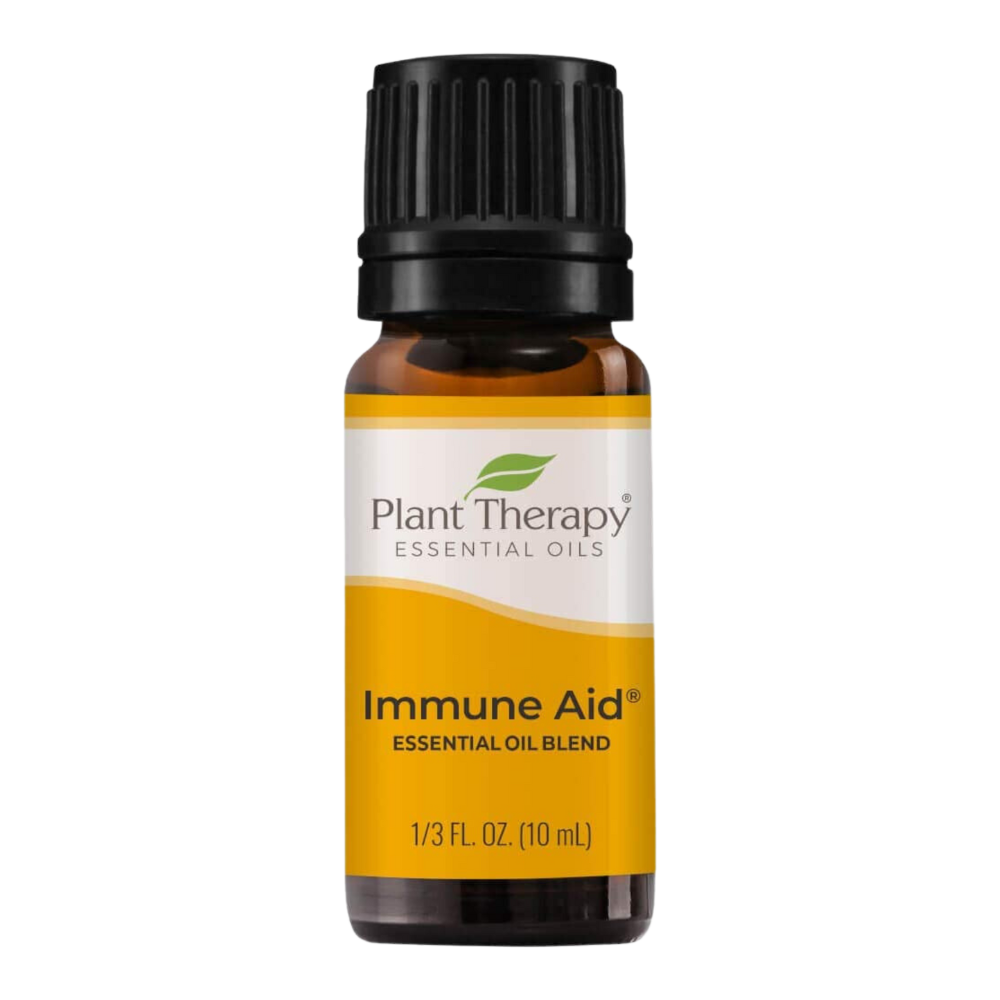 Plant Therapy®
ESSENTIAL OILS
Immune Aid®
ESSENTIAL OIL BLEND
1/3 FL. OZ. (10 mL)